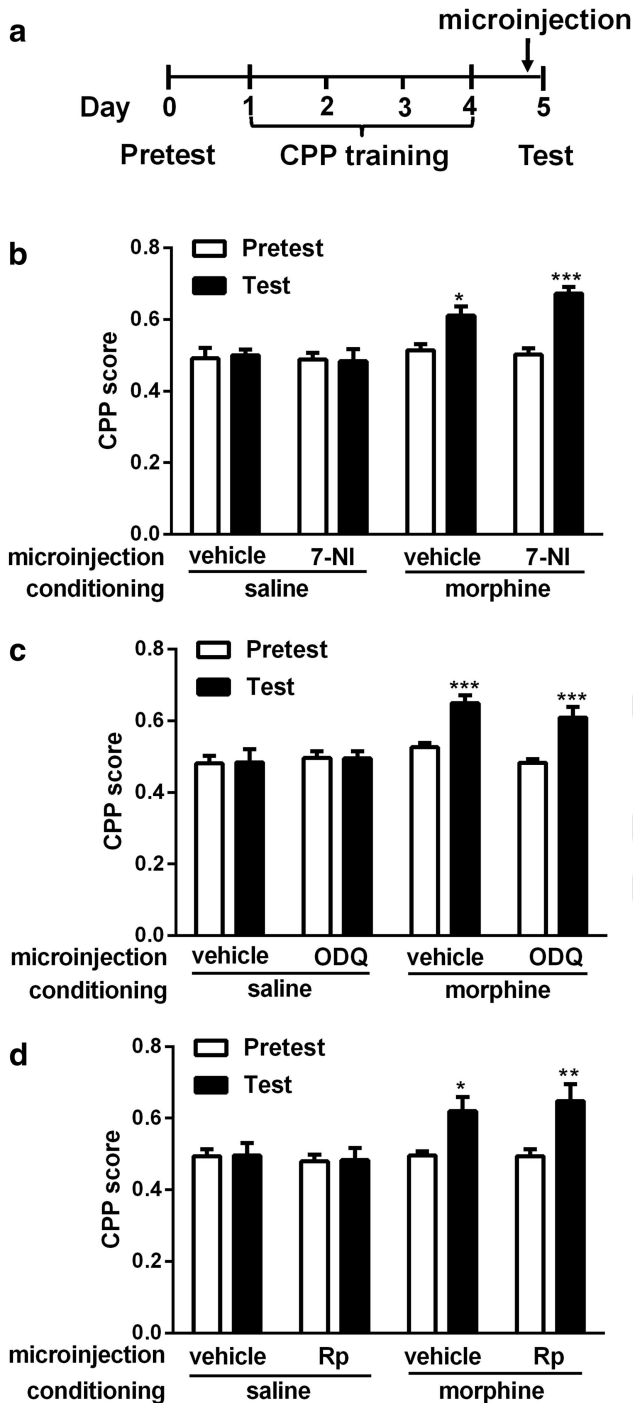 a
microinjection
Day 0 1 2 3 4 5
Pretest CPP training Test
b
0.8
0.6
0.4
0.2
0.0
CPP score
Pretest
Test
* ***
microinjection vehicle 7-NI vehicle 7-NI
conditioning saline morphine
c
0.8
0.6
0.4
0.2
0.0
CPP score
Pretest
Test
*** ***
microinjection vehicle ODQ vehicle ODQ
conditioning saline morphine
d
0.8
0.6
0.4
0.2
0.0
CPP score
Pretest
Test
* **
microinjection vehicle Rp vehicle Rp
conditioning saline morphine